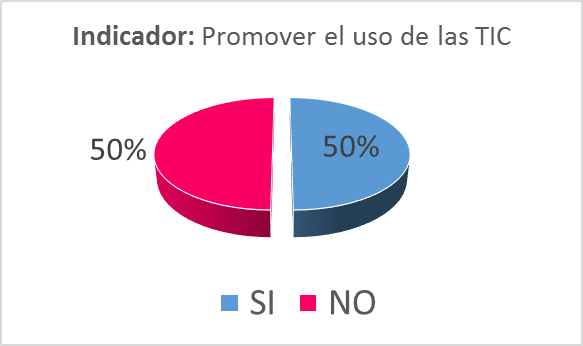 Indicador: Promover el uso de las TIC
50% 50%
SI NO